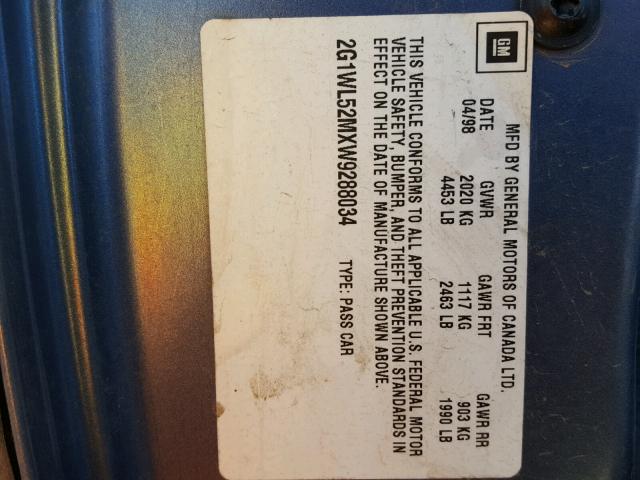 GM
MFD BY GENERAL MOTORS OF CANADA LTD.
DATE GVWR GAWR FRT GAWR RR
04/98 2020 KG 1117 KG 903 KG
4453 LB 2463 LB 1990 LB
THIS VEHICLE CONFORMS TO ALL APPLICABLE U.S. FEDERAL MOTOR
VEHICLE SAFETY, BUMPER, AND THEFT PREVENTION STANDARDS IN
EFFECT ON THE DATE OF MANUFACTURE SHOWN ABOVE.
2G1WL52MXW9288034 TYPE: PASS CAR